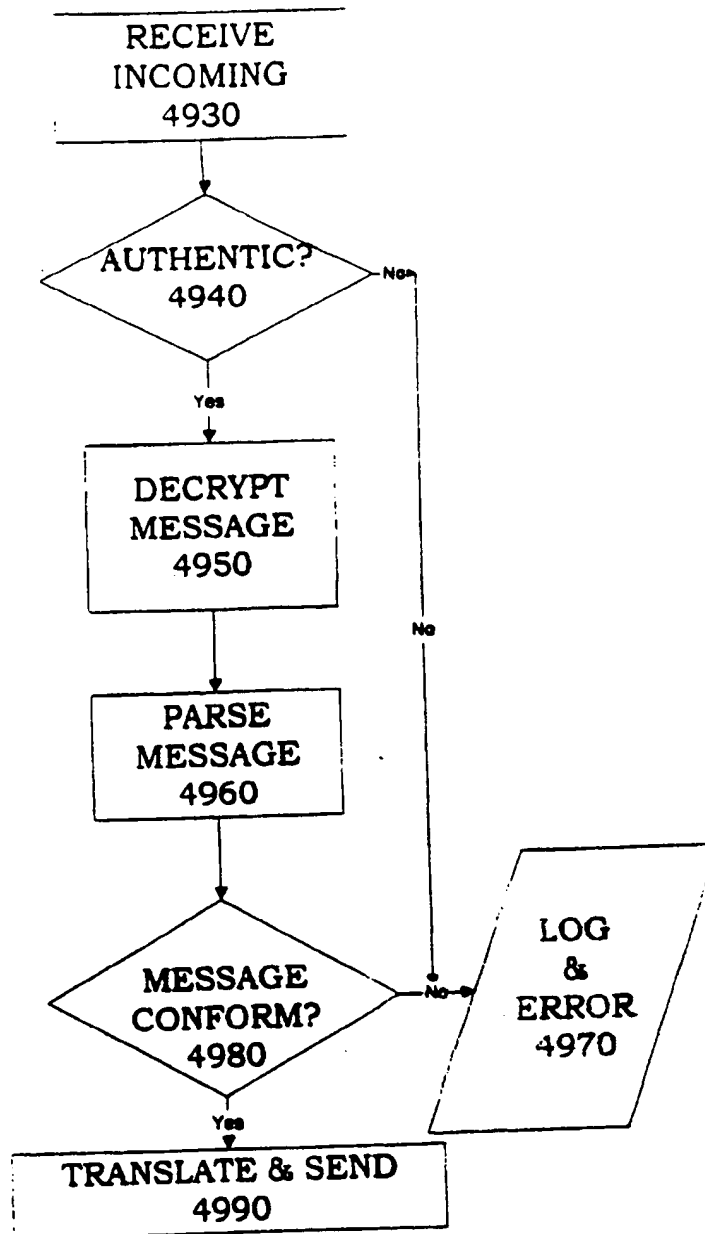 RECEIVE
INCOMING
4930
AUTHENTIC?
4940
No
Yes
DECRYPT
MESSAGE
4950
No
PARSE
MESSAGE
4960
MESSAGE
CONFORM?
4980
No
LOG
&
ERROR
4970
Yes
TRANSLATE & SEND
4990